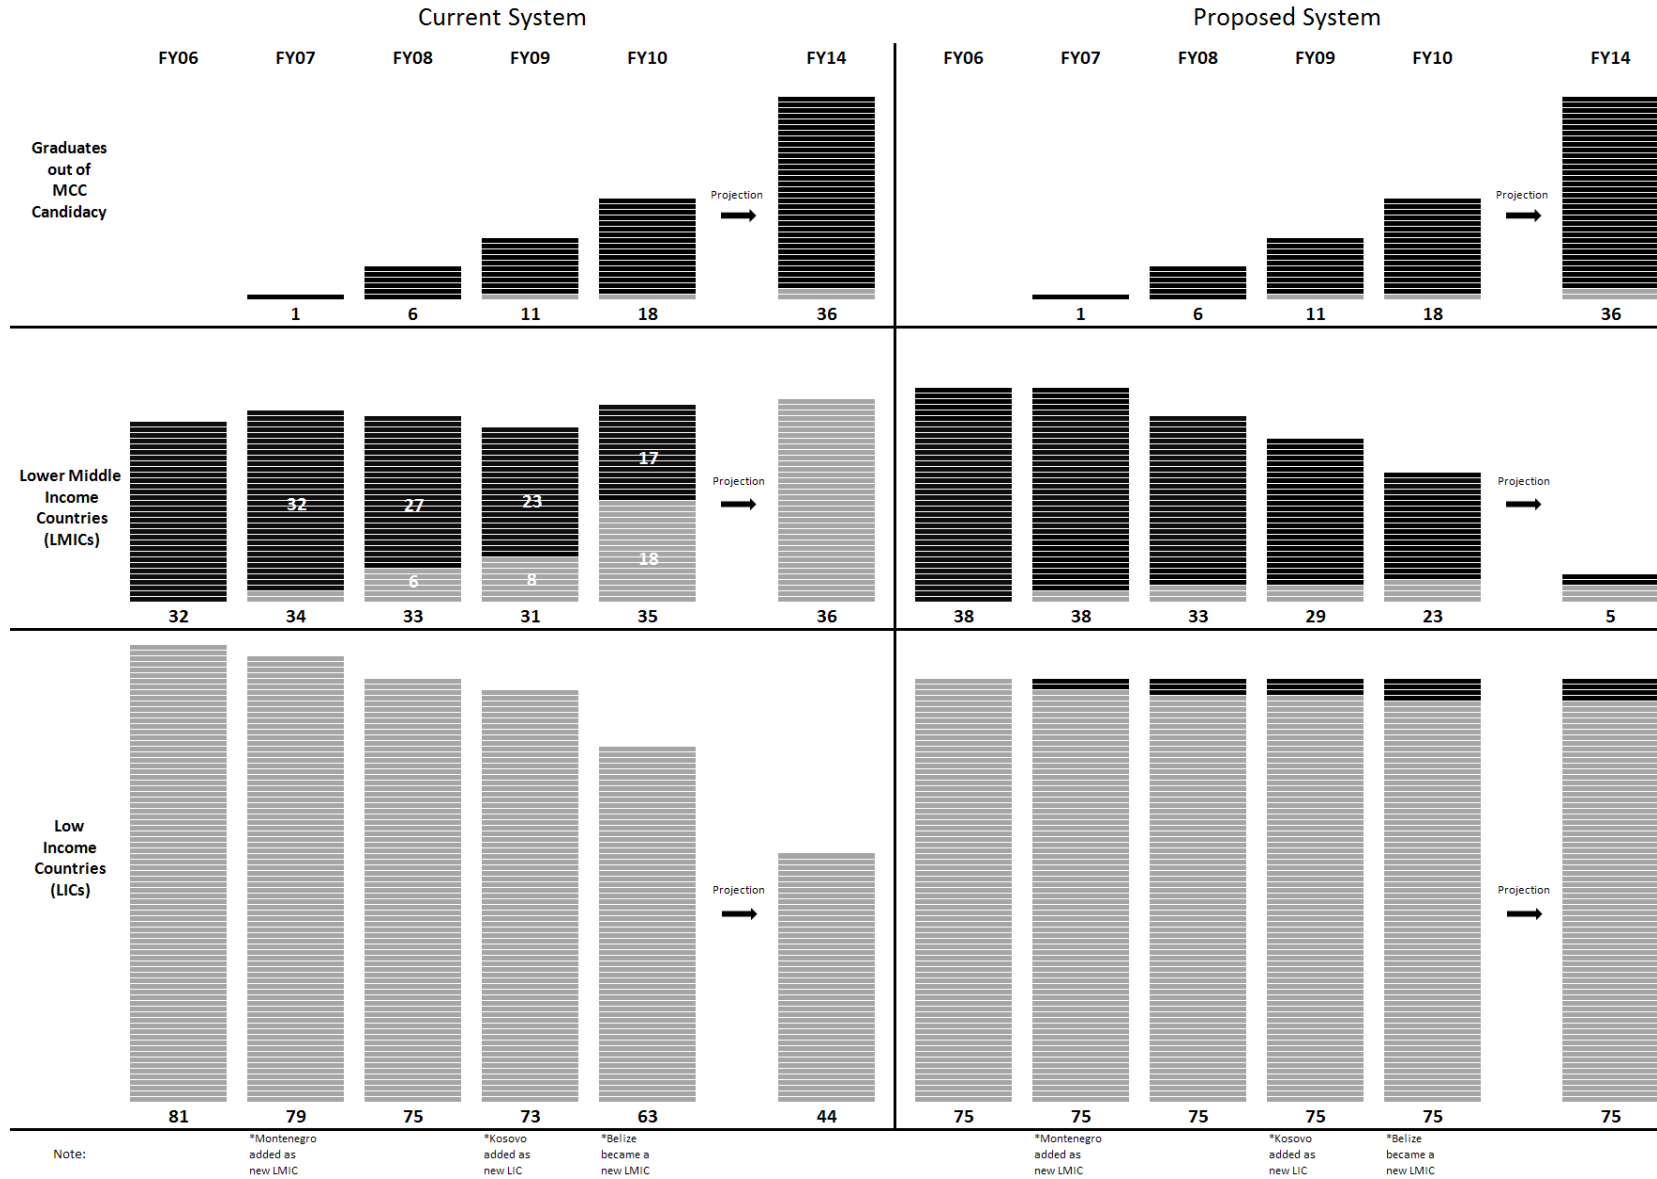 Current System Proposed System
FY06 FY07 FY08 FY09 FY10 FY14 FY06 FY07 FY08 FY09 FY10 FY14
Graduates
out of
MCC
Candidacy
Projection Projection
1 6 11 18 36 1 6 11 18 36
Lower Middle
Income
Countries
(LMICs)
17
32 27 23
18
6 8
Projection Projection
32 34 33 31 35 36 38 38 33 29 23 5
Low
Income
Countries
(LICs)
Projection Projection
81 79 75 73 63 44 75 75 75 75 75 75
Note:
*Montenegro
added as
new LMIC
*Kosovo
added as
new LIC
*Belize
became a
new LMIC
*Montenegro
added as
new LMIC
*Kosovo
added as
new LIC
*Belize
became a
new LMIC